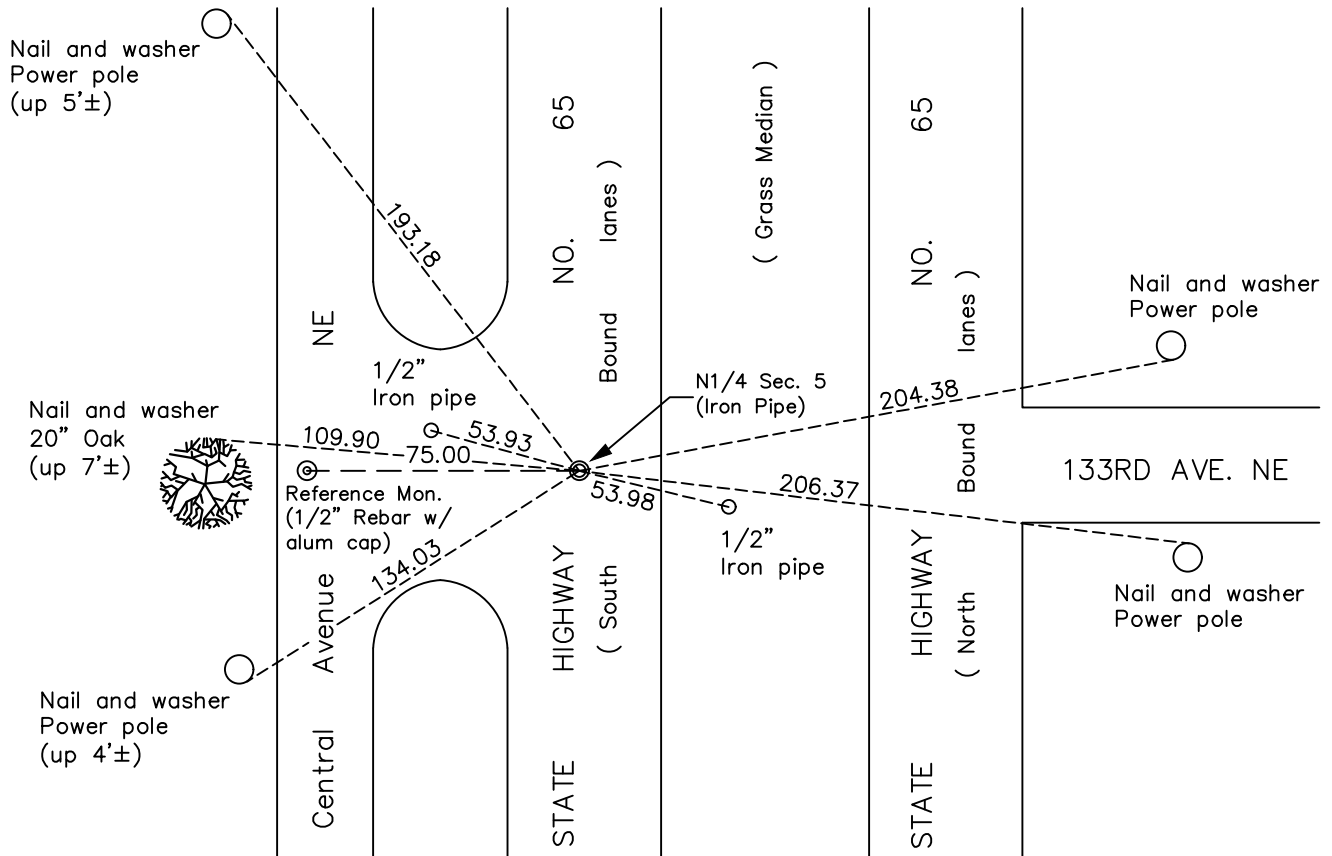 Nail and washer
Power pole
(up 5'±)
193.18
NE
Central Avenue
STATE HIGHWAY NO. 65
( South Bound lanes )
( Grass Median )
STATE HIGHWAY NO. 65
( North Bound lanes )
Nail and washer
Power pole
1/2"
Iron pipe
N1/4 Sec. 5
(Iron Pipe)
204.38
Nail and washer
20" Oak
(up 7'±)
109.90
53.93
75.00
53.98
206.37
133RD AVE. NE
Reference Mon.
(1/2" Rebar w/
alum cap)
134.03
1/2"
Iron pipe
Nail and washer
Power pole
Nail and washer
Power pole
(up 4'±)